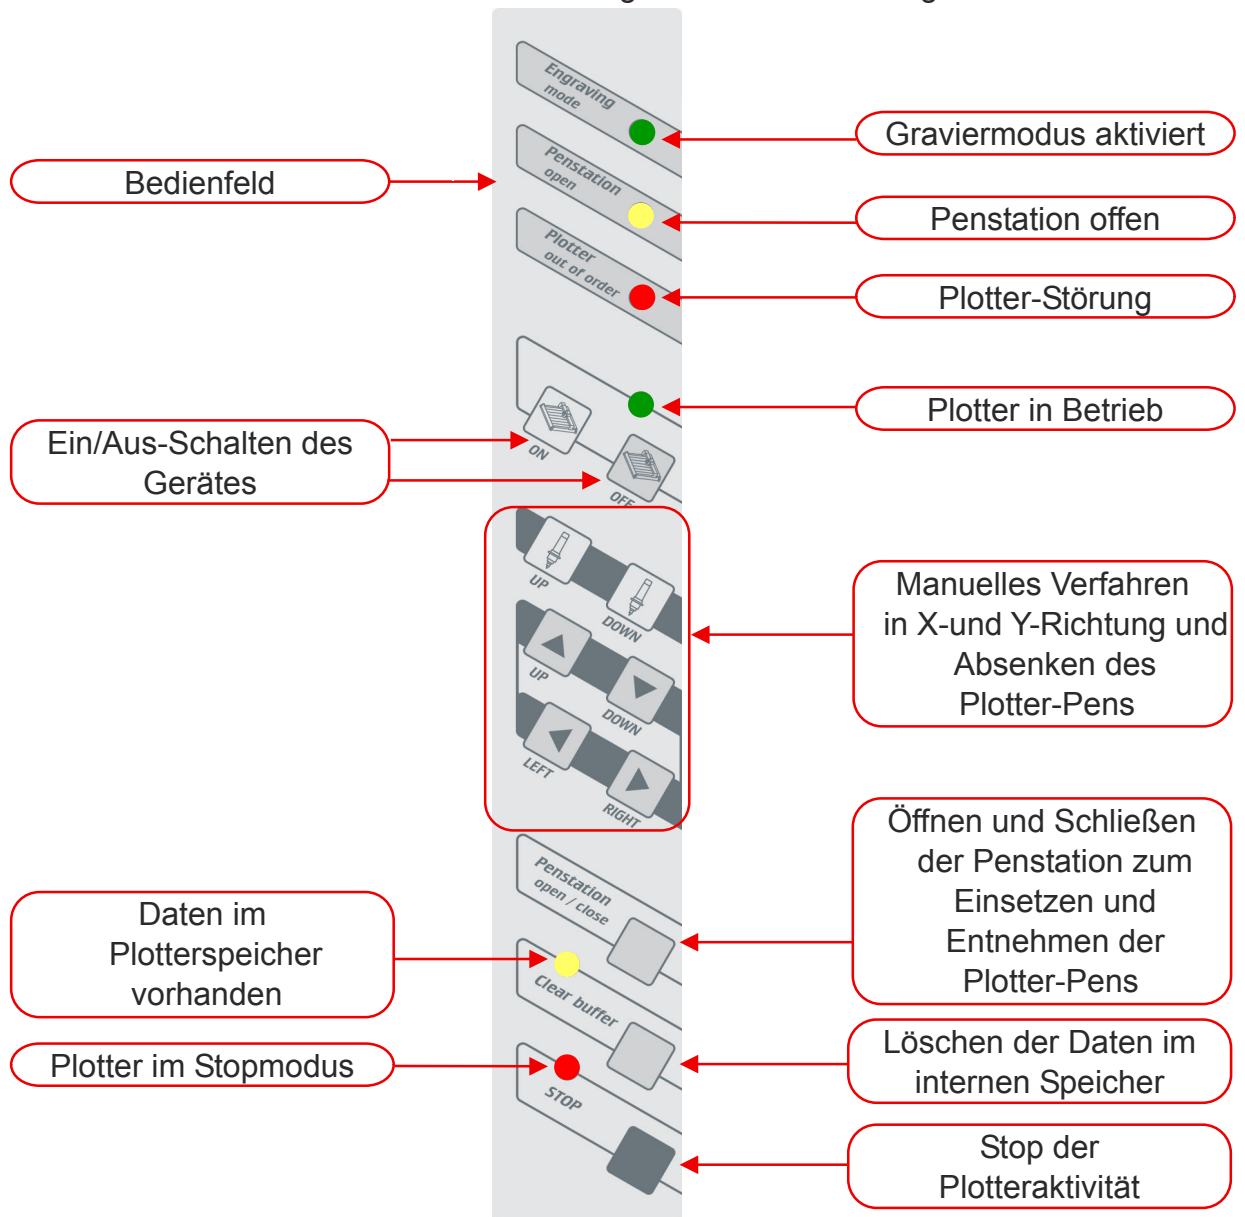 Engraving
mode
Graviermodus aktiviert
Bedienfeld
Penstation
open
Penstation offen
Plotter
out of order
Plotter-Störung
Plotter in Betrieb
Ein/Aus-Schalten des
Gerätes
ON
OFF
UP
DOWN
Manuelles Verfahren
in X-und Y-Richtung und
Absenken des
Plotter-Pens
UP
DOWN
LEFT
RIGHT
Öffnen und Schließen
der Penstation zum
Einsetzen und
Entnehmen der
Plotter-Pens
Penstation
open / close
Daten im
Plotterspeicher
vorhanden
Clear buffer
Löschen der Daten im
internen Speicher
Plotter im Stopmodus
STOP
Stop der
Plotteraktivität